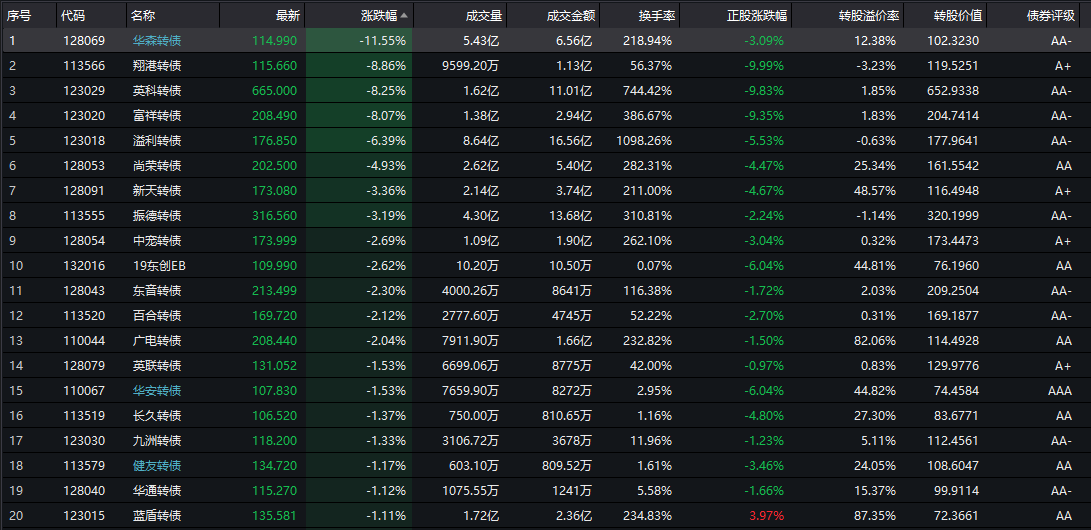 序号 代码 名称 最新 涨跌幅 成交量 成交金额 换手率 正股涨跌幅 转股溢价率 转股价值 债券评级
1 128069 华森转债 114.990 -11.55% 5.43亿 6.56亿 218.94% -3.09% 12.38% 102.3230 AA-
2 113566 翔港转债 115.660 -8.86% 9599.20万 1.13亿 56.37% -9.99% -3.23% 119.5251 A+
3 123029 英科转债 665.000 -8.25% 1.62亿 11.01亿 744.42% -9.83% 1.85% 652.9338 AA-
4 123020 富祥转债 208.490 -8.07% 1.38亿 2.94亿 386.67% -9.35% 1.83% 204.7414 AA-
5 123018 溢利转债 176.850 -6.39% 8.64亿 16.56亿 1098.26% -5.53% -0.63% 177.9641 AA-
6 128053 尚荣转债 202.500 -4.93% 2.62亿 5.40亿 282.31% -4.47% 25.34% 161.5542 AA
7 128091 新天转债 173.080 -3.36% 2.14亿 3.74亿 211.00% -4.67% 48.57% 116.4948 A+
8 113555 振德转债 316.560 -3.19% 4.30亿 13.68亿 310.81% -2.24% -1.14% 320.1999 AA-
9 128054 中宠转债 173.999 -2.69% 1.09亿 1.90亿 262.10% -3.04% 0.32% 173.4473 A+
10 132016 19东创EB 109.990 -2.62% 10.20万 10.50万 0.07% -6.04% 44.81% 76.1960 AA
11 128043 东音转债 213.499 -2.30% 4000.26万 8641万 116.38% -1.72% 2.03% 209.2504 AA-
12 113520 百合转债 169.720 -2.12% 2777.60万 4745万 52.22% -2.70% 0.31% 169.1877 AA-
13 110044 广电转债 208.440 -2.04% 7911.90万 1.66亿 232.82% -1.50% 82.06% 114.4928 AA
14 128079 英联转债 131.052 -1.53% 6699.06万 8775万 42.00% -0.97% 0.83% 129.9776 A+
15 110067 华安转债 107.830 -1.53% 7659.90万 8272万 2.95% -6.04% 44.82% 74.4584 AAA
16 113519 长久转债 106.520 -1.37% 750.00万 810.65万 1.16% -4.80% 27.30% 83.6771 AA
17 123030 九洲转债 118.200 -1.33% 3106.72万 3678万 11.96% -1.23% 5.11% 112.4561 AA-
18 113579 健友转债 134.720 -1.17% 603.10万 809.52万 1.61% -3.46% 24.05% 108.6047 AA
19 128040 华通转债 115.270 -1.12% 1075.55万 1241万 5.58% -1.66% 15.37% 99.9114 AA-
20 123015 蓝盾转债 135.581 -1.11% 1.72亿 2.36亿 234.83% 3.97% 87.35% 72.3661 AA-